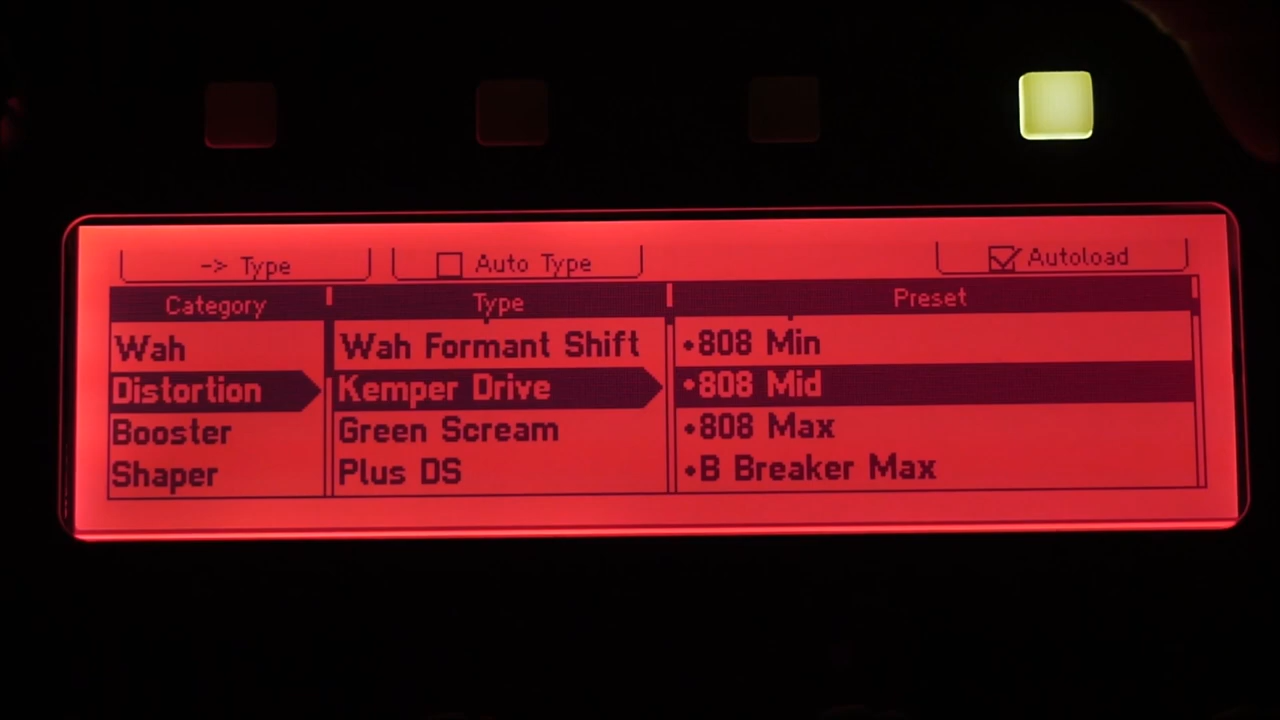 -> Type
Auto Type
Autoload
Category
Type
Preset
Wah
Wah Formant Shift
•808 Min
Distortion
Kemper Drive
•808 Mid
Booster
Green Scream
•808 Max
Shaper
Plus DS
•B Breaker Max